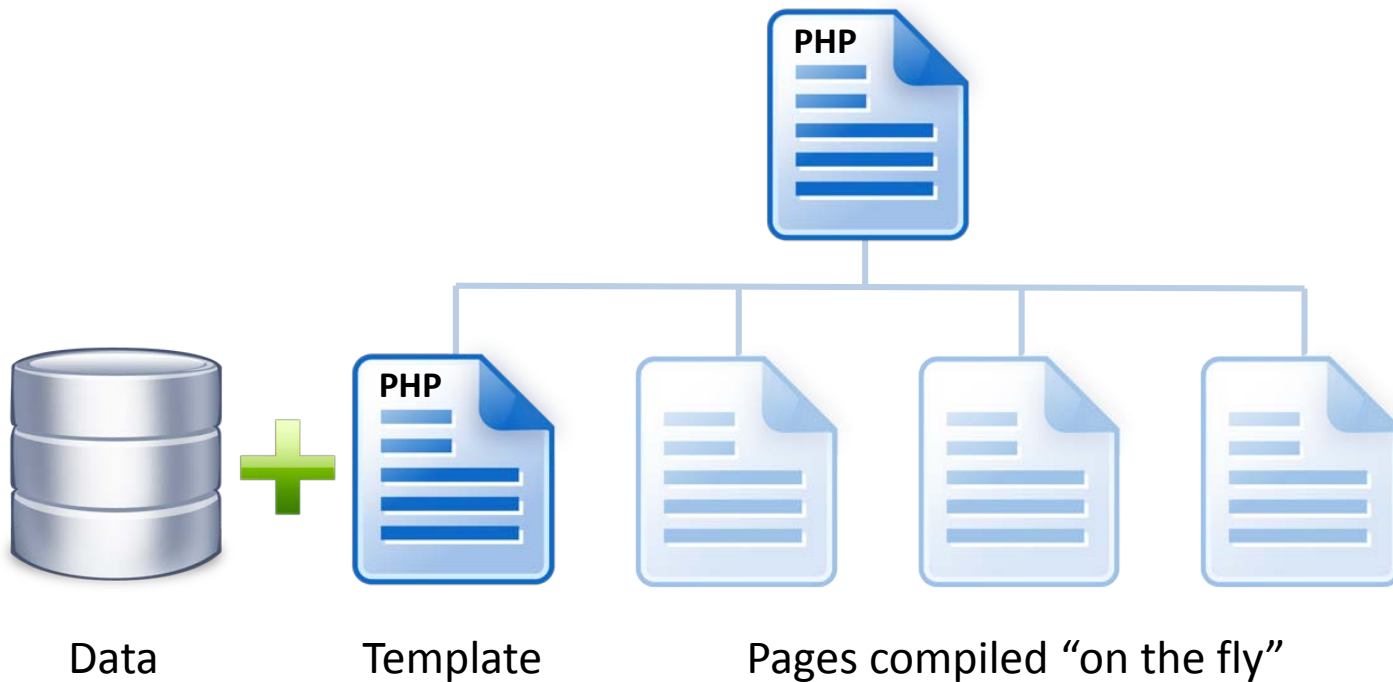 PHP
PHP
Data
Template
Pages compiled “on the fly”